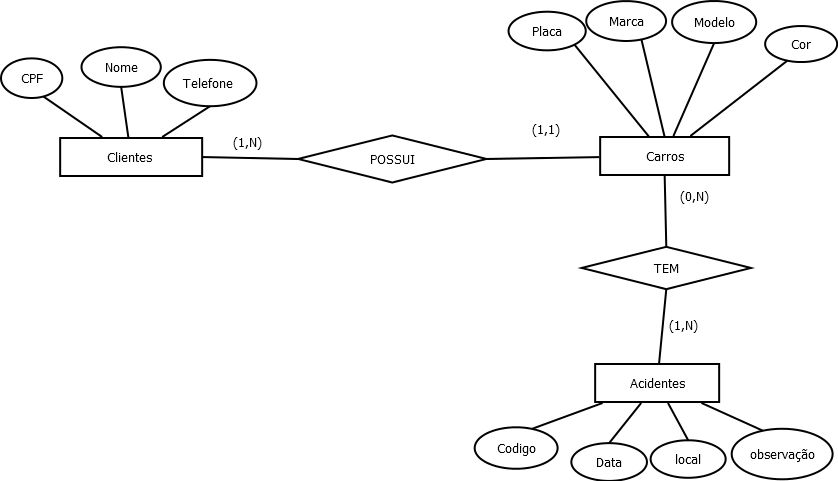 Placa
Marca
Modelo
Cor
CPF
Nome
Telefone
(1,N)
(1,1)
Clientes
POSSUI
Carros
(0,N)
TEM
(1,N)
Acidentes
Codigo
Data
local
observação